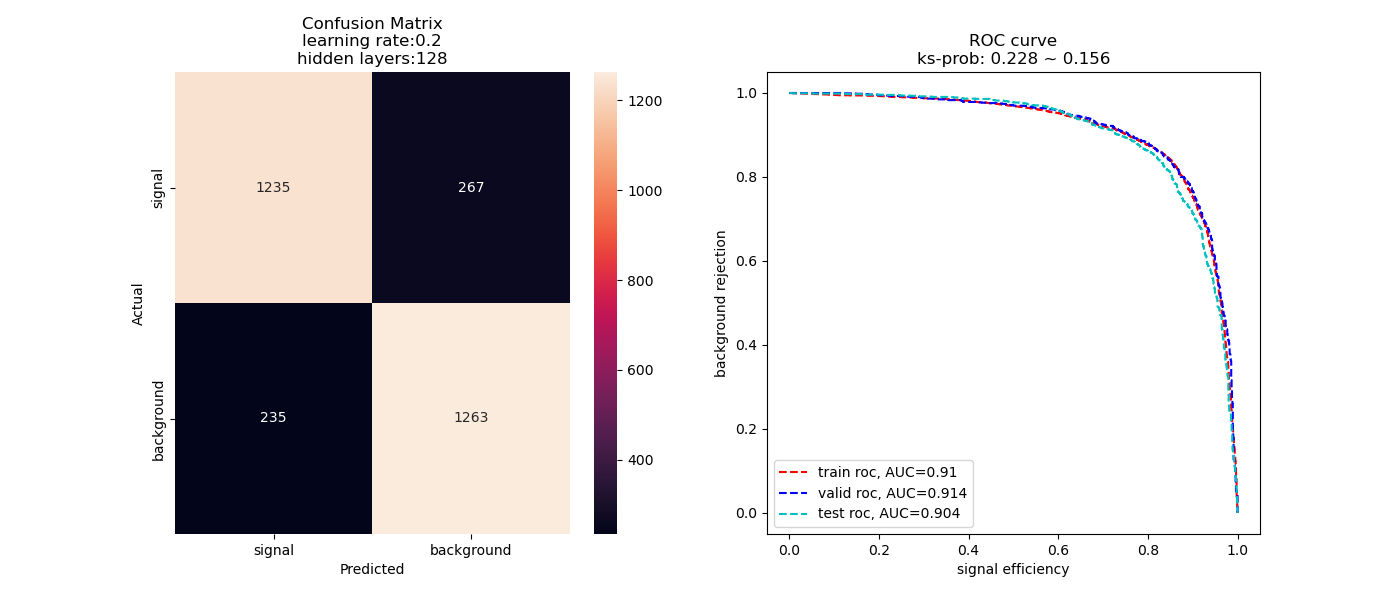 Confusion Matrix
learning rate:0.2
hidden layers:128
signal
background
Actual
1235
267
235
1263
signal
background
Predicted
1200
1000
800
600
400
ROC curve
ks-prob: 0.228 ~ 0.156
background rejection
1.0
0.8
0.6
0.4
0.2
0.0
train roc, AUC=0.91
valid roc, AUC=0.914
test roc, AUC=0.904
0.0
0.2
0.4
0.6
0.8
1.0
signal efficiency